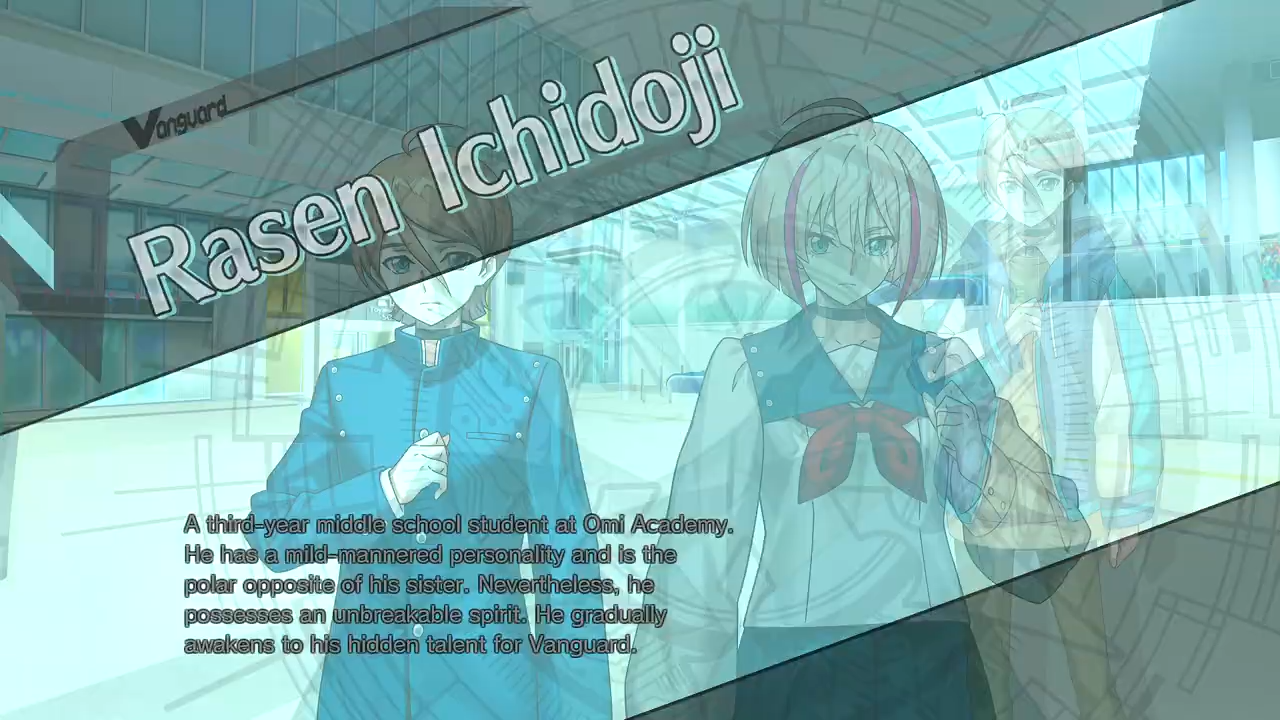 Vanguard
Rasen Ichidoji
A third-year middle school student at Omi Academy.
He has a mild-mannered personality and is the
polar opposite of his sister. Nevertheless, he
possesses an unbreakable spirit. He gradually
awakens to his hidden talent for Vanguard.